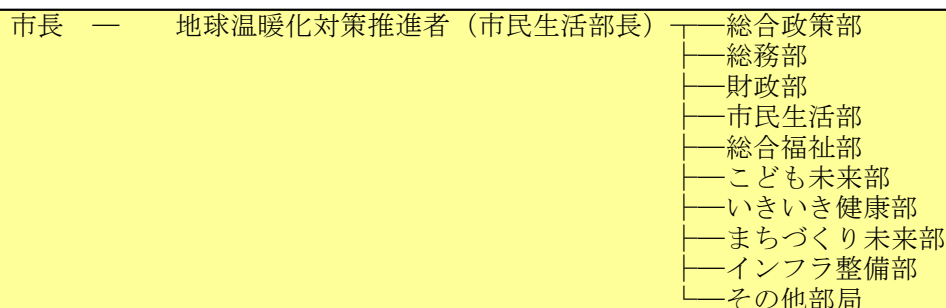 市長　―　　地球温暖化対策推進者（市民生活部長）┬─総合政策部
├─総務部
├─財政部
├─市民生活部
├─総合福祉部
├─こども未来部
├─いきいき健康部
├─まちづくり未来部
├─インフラ整備部
└─その他部局